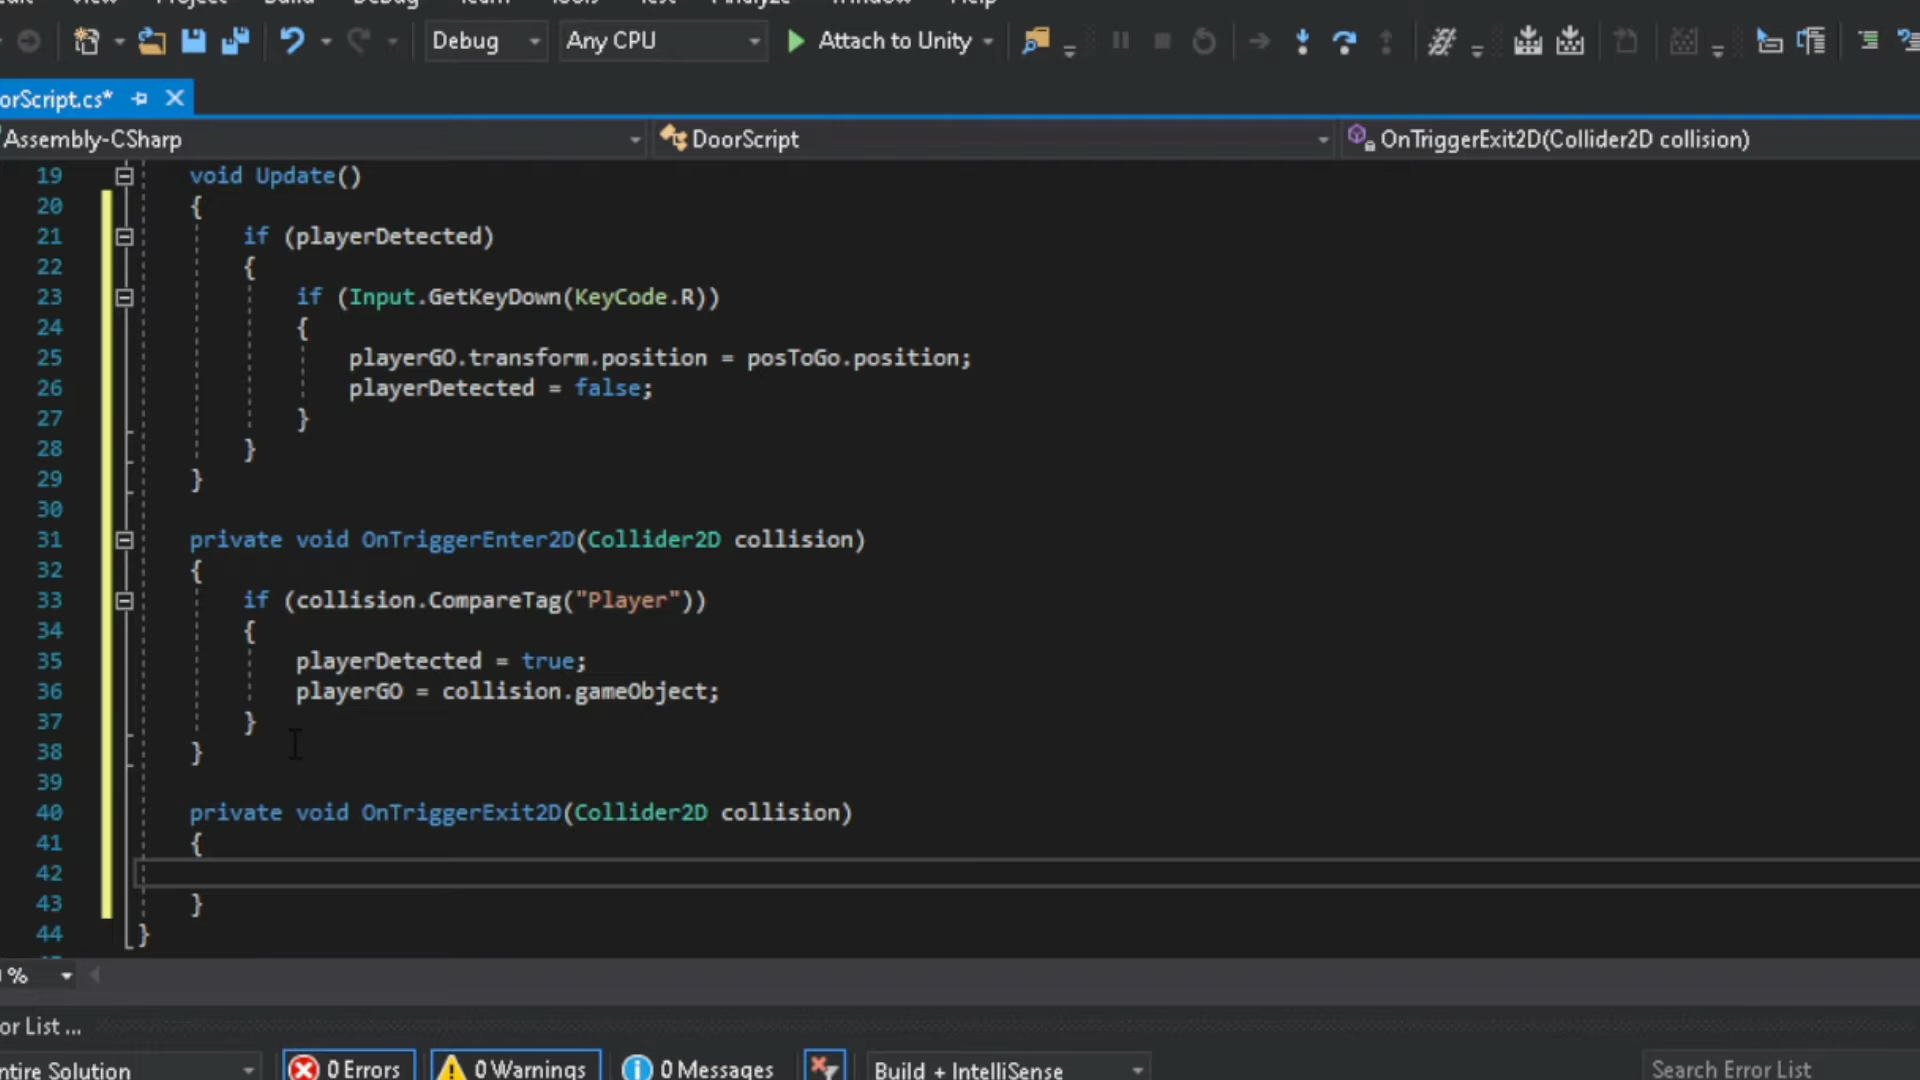 View Project Build Debug Team Tools Test Analyze Window Help
Debug Any CPU Attach to Unity
orScript.cs*
Assembly-CSharp DoorScript OnTriggerExit2D(Collider2D collision)
19 void Update()
20 {
21 if (playerDetected)
22 {
23 if (Input.GetKeyDown(KeyCode.R))
24 {
25 playerGO.transform.position = posToGo.position;
26 playerDetected = false;
27 }
28 }
29 }
30
31 private void OnTriggerEnter2D(Collider2D collision)
32 {
33 if (collision.CompareTag("Player"))
34 {
35 playerDetected = true;
36 playerGO = collision.gameObject;
37 }
38 }
39
40 private void OnTriggerExit2D(Collider2D collision)
41 {
42
43 }
44 }
%
or List ...
ntire Solution 0 Errors 0 Warnings 0 Messages Build + IntelliSense Search Error List